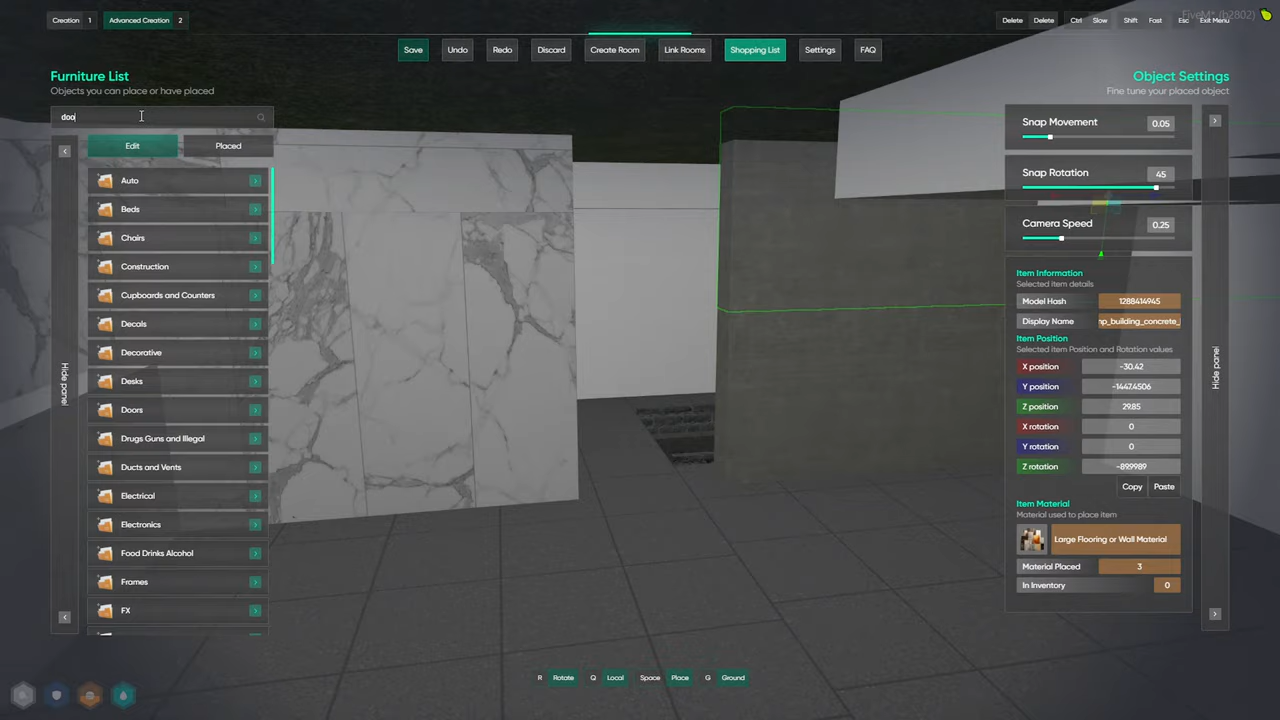 Creation 1 Advanced Creation 2
FiveM* (b2802)
Delete Delete Ctrl Slow Shift Fast Esc Exit Menu
Save Undo Redo Discard Create Room Link Rooms Shopping List Settings FAQ
Furniture List
Objects you can place or have placed
doo
Edit Placed
Auto
Beds
Chairs
Construction
Cupboards and Counters
Decals
Decorative
Desks
Doors
Drugs Guns and Illegal
Ducts and Vents
Electrical
Electronics
Food Drinks Alcohol
Frames
FX
Hide panel
Object Settings
Fine tune your placed object
Snap Movement 0.05
Snap Rotation 45
Camera Speed 0.25
Item Information
Selected item details
Model Hash 1288414945
Display Name np_building_concrete_
Item Position
Selected item Position and Rotation values
X position -30.42
Y position -1447.4506
Z position 29.85
X rotation 0
Y rotation 0
Z rotation -89.9989
Copy Paste
Item Material
Material used to place item
Large Flooring or Wall Material
Material Placed 3
In Inventory 0
Hide panel
R Rotate Q Local Space Place G Ground